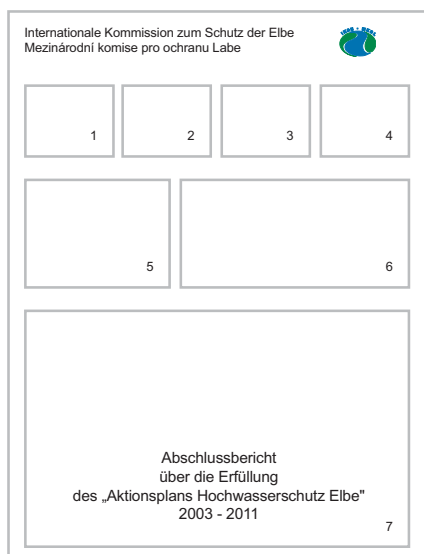 Internationale Kommission zum Schutz der Elbe
Mezinárodní komise pro ochranu Labe
1
2
3
4
5
6
Abschlussbericht
über die Erfüllung
des „Aktionsplans Hochwasserschutz Elbe"
2003 - 2011
7